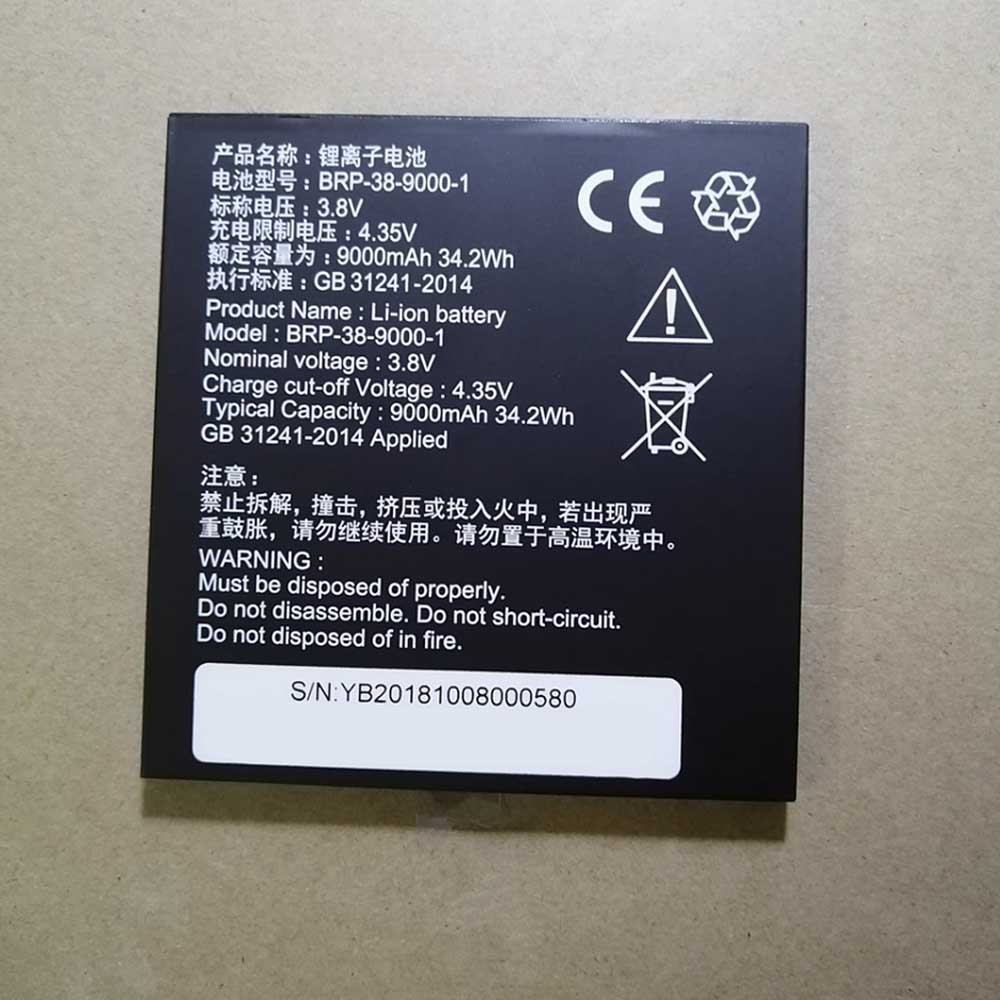 产品名称：锂离子电池
电池型号：BRP-38-9000-1
标称电压：3.8V
充电限制电压：4.35V
额定容量为：9000mAh 34.2Wh
执行标准：GB 31241-2014
Product Name : Li-ion battery
Model : BRP-38-9000-1
Nominal voltage : 3.8V
Charge cut-off Voltage : 4.35V
Typical Capacity : 9000mAh 34.2Wh
GB 31241-2014 Applied
CE
注意：
禁止拆解，撞击，挤压或投入火中，若出现严
重鼓胀，请勿继续使用。请勿置于高温环境中。
WARNING :
Must be disposed of properly.
Do not disassemble. Do not short-circuit.
Do not disposed of in fire.
S/N:YB20181008000580